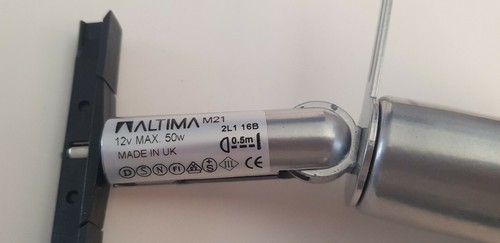 ALTIMA M21
12v MAX. 50w 2L1 16B
MADE IN UK 0.5m
D S N F CE